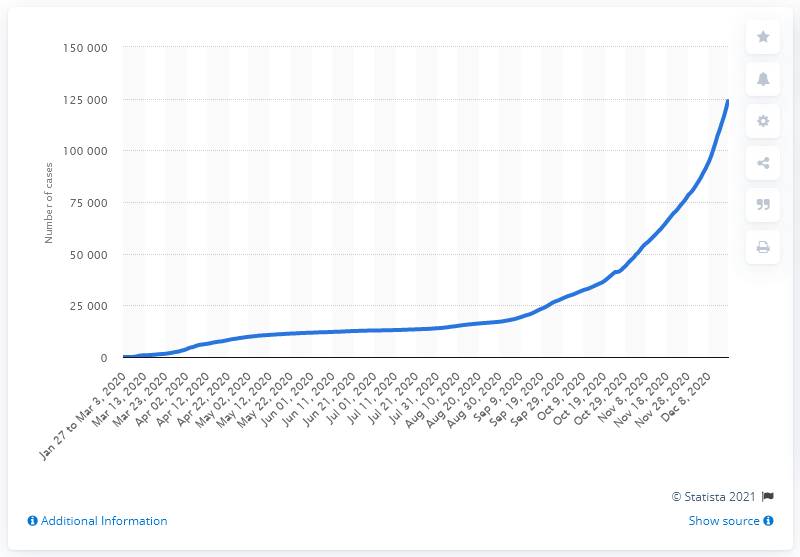 150 000
125 000
100 000
75 000
50 000
25 000
0
Number of cases
Jan 27 to Mar 3, 2020
Mar 13, 2020
Mar 23, 2020
Apr 02, 2020
Apr 12, 2020
Apr 22, 2020
May 02, 2020
May 12, 2020
May 22, 2020
Jun 01, 2020
Jun 11, 2020
Jun 21, 2020
Jul 01, 2020
Jul 11, 2020
Jul 21, 2020
Jul 31, 2020
Aug 10, 2020
Aug 20, 2020
Aug 30, 2020
Sep 9, 2020
Sep 19, 2020
Sep 29, 2020
Oct 9, 2020
Oct 19, 2020
Oct 29, 2020
Nov 8, 2020
Nov 18, 2020
Nov 28, 2020
Dec 8, 2020
© Statista 2021
Additional Information
Show source